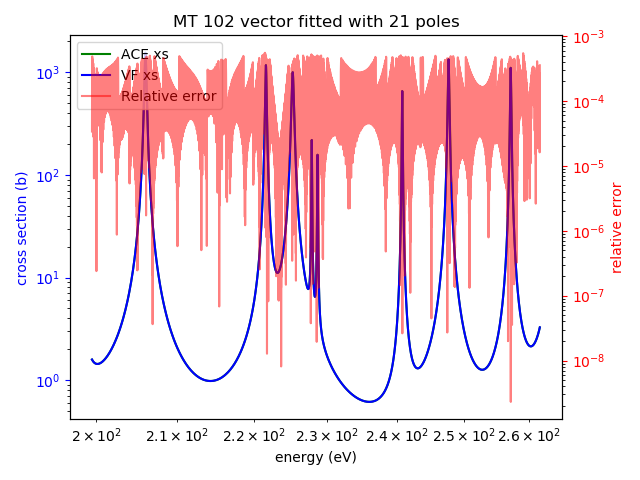 MT 102 vector fitted with 21 poles
ACE xs
VF xs
Relative error
cross section (b)
10³
10²
10¹
10⁰
relative error
10⁻³
10⁻⁴
10⁻⁵
10⁻⁶
10⁻⁷
10⁻⁸
2 × 10² 2.1 × 10² 2.2 × 10² 2.3 × 10² 2.4 × 10² 2.5 × 10² 2.6 × 10²
energy (eV)